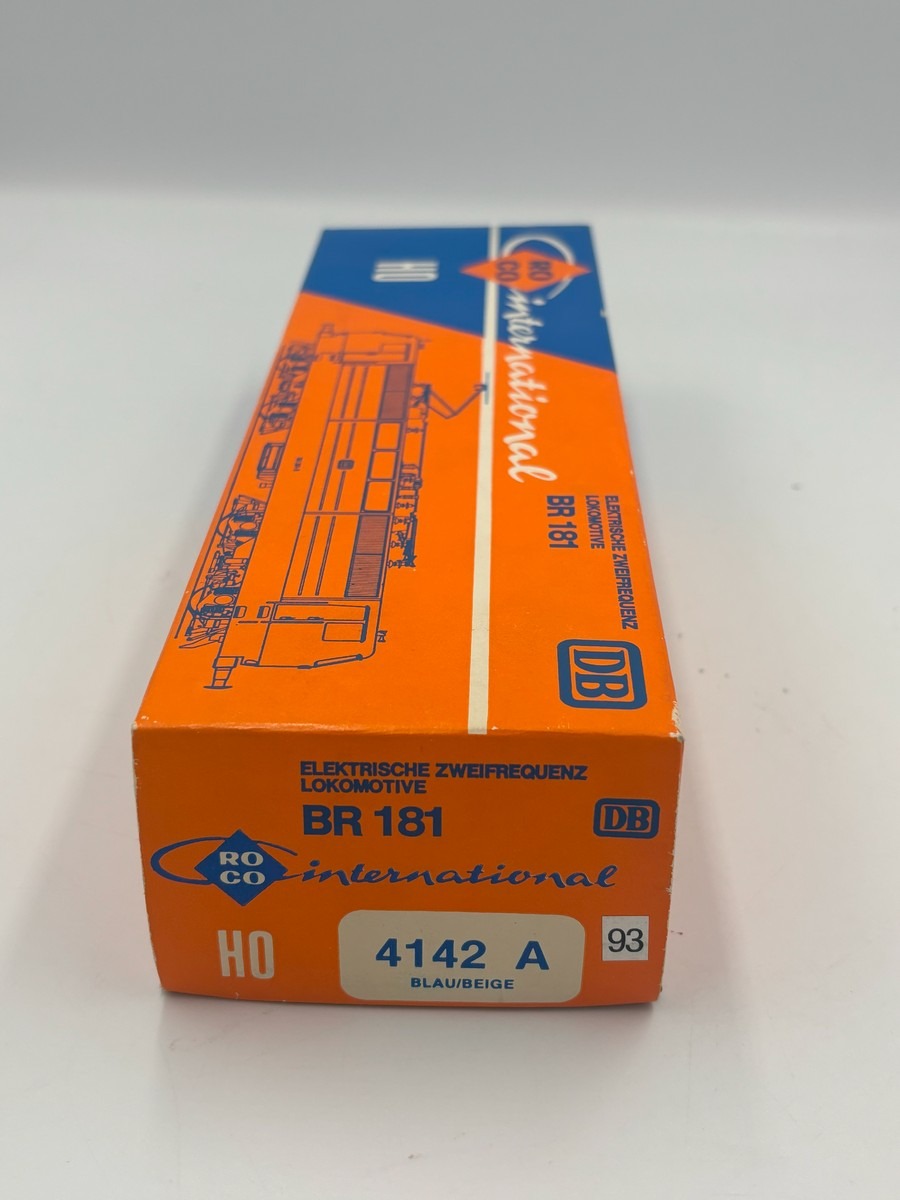 HO
RO
CO
international
ELEKTRISCHE ZWEIFREQUENZ
LOKOMOTIVE
BR 181
DB
ELEKTRISCHE ZWEIFREQUENZ
LOKOMOTIVE
BR 181
DB
RO
CO
international
HO
4142 A
BLAU/BEIGE
93